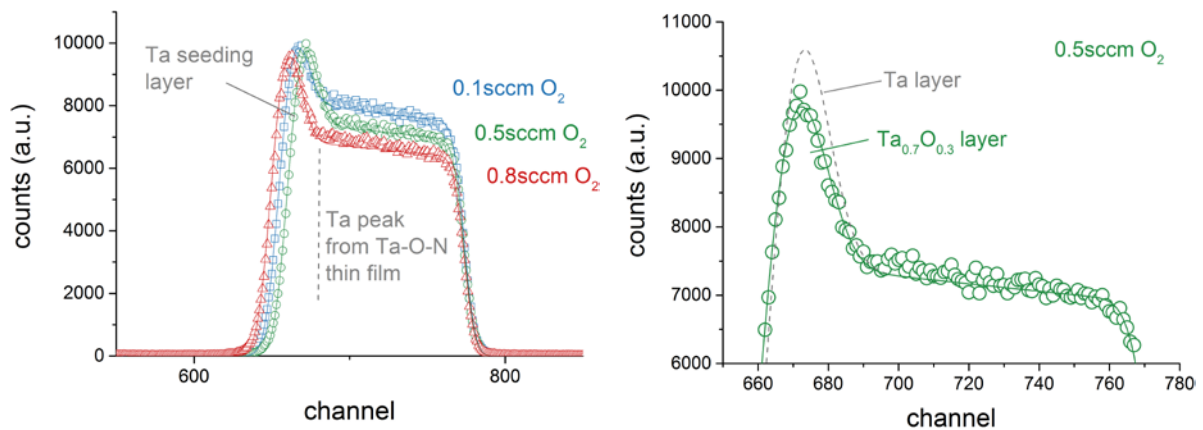 10000
8000
6000
4000
2000
0
counts (a.u.)
600
800
channel
Ta seeding
layer
0.1sccm O₂
0.5sccm O₂
0.8sccm O₂
Ta peak
from Ta-O-N
thin film
11000
10000
9000
8000
7000
6000
counts (a.u.)
660
680
700
720
740
760
780
channel
0.5sccm O₂
Ta layer
Ta₀.₇O₀.₃ layer